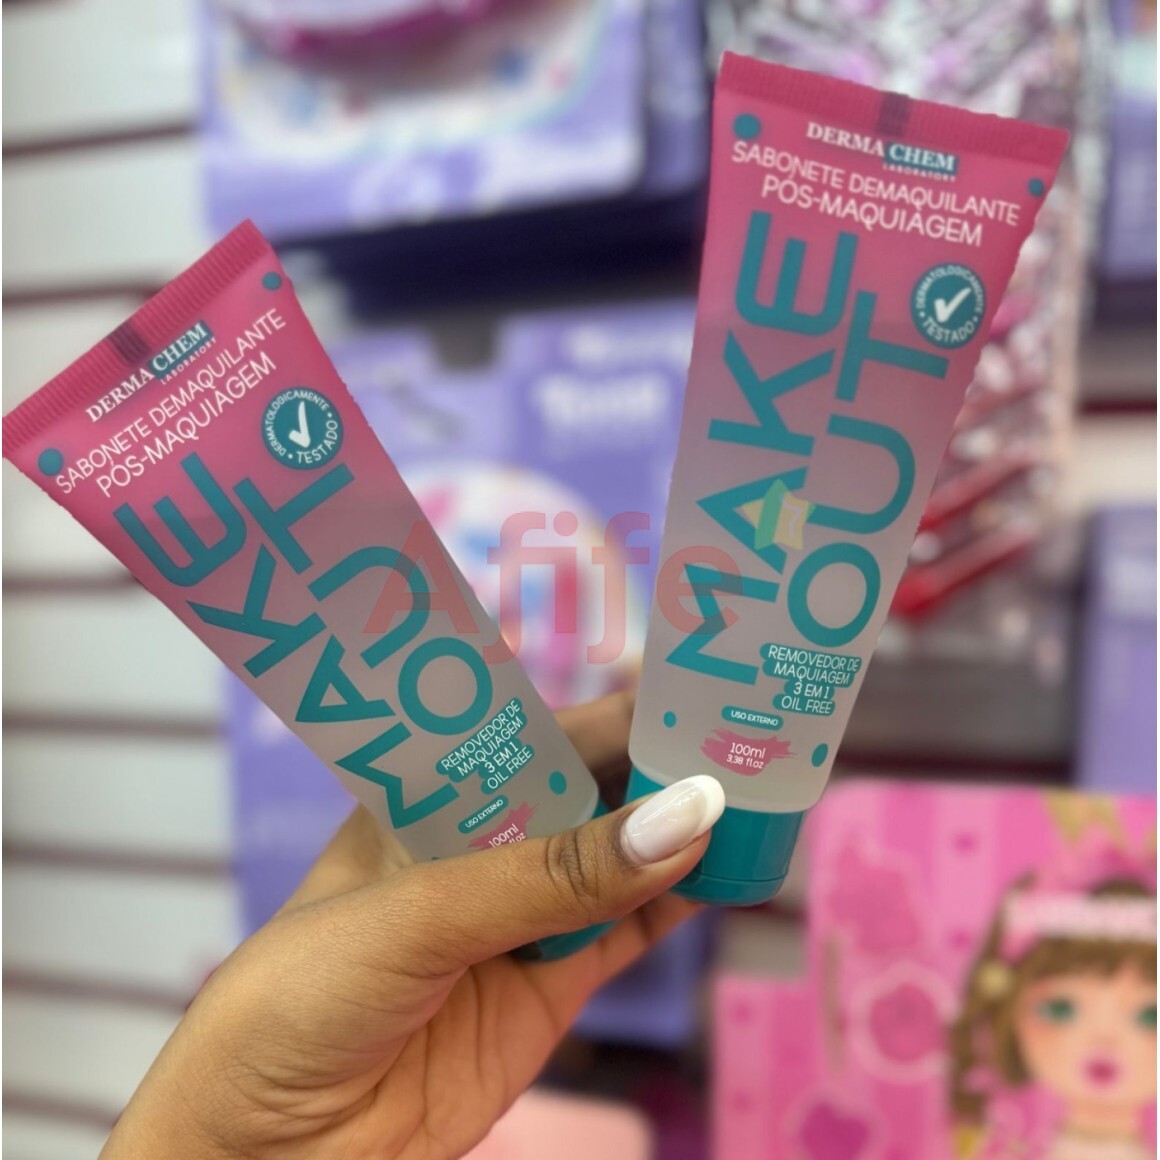 DERMA CHEM
LABORATORY
SABONETE DEMAQUILANTE
PÓS-MAQUIAGEM
DERMATOLOGICAMENTE
TESTADO
MAKE
OUT
REMOVEDOR DE
MAQUIAGEM
3 EM 1
OIL FREE
USO EXTERNO
100ml
fl.oz
DERMA CHEM
LABORATORY
SABONETE DEMAQUILANTE
PÓS-MAQUIAGEM
DERMATOLOGICAMENTE
TESTADO
MAKE
OUT
REMOVEDOR DE
MAQUIAGEM
3 EM 1
OIL FREE
USO EXTERNO
100ml
3,38 fl.oz
Afife